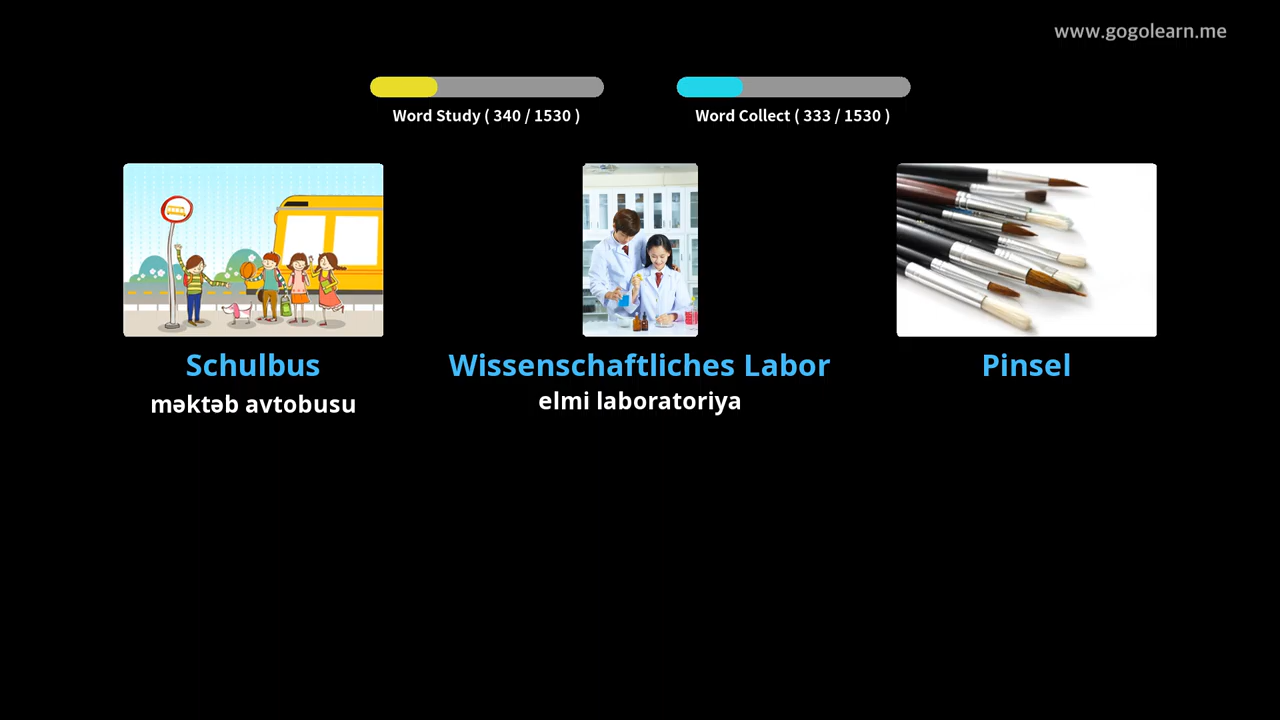 www.gogolearn.me
Word Study ( 340 / 1530 )
Word Collect ( 333 / 1530 )
Schulbus
məktəb avtobusu
Wissenschaftliches Labor
elmi laboratoriya
Pinsel